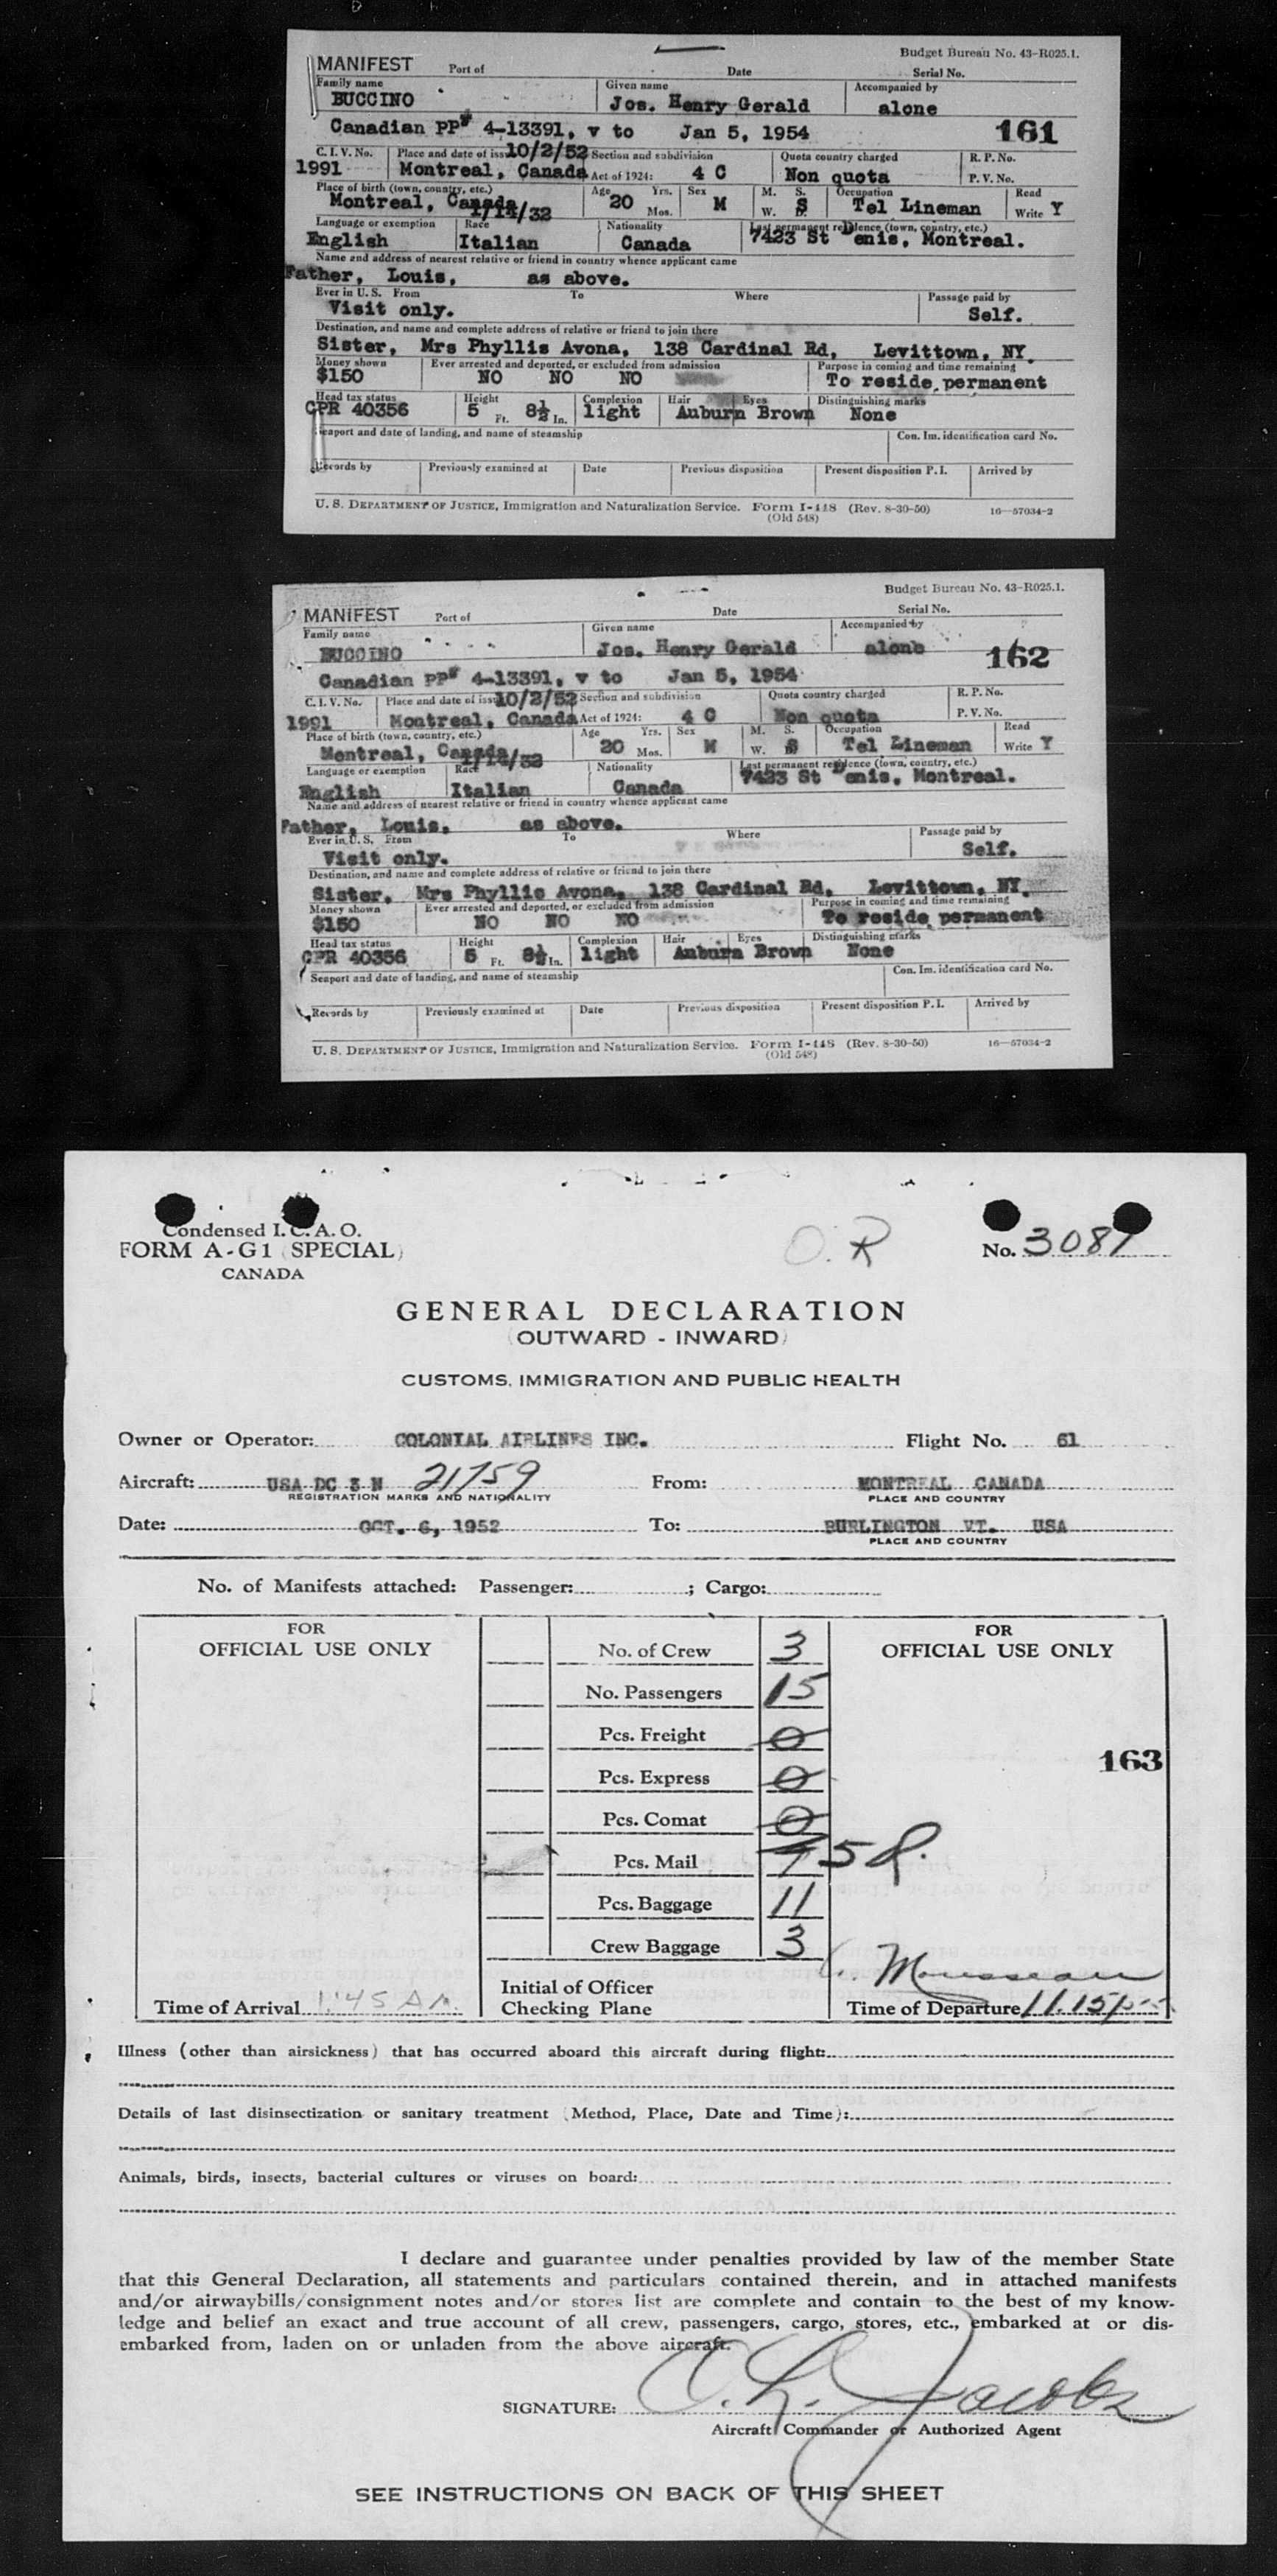 Budget Bureau No. 43-R025.1.
MANIFEST Port of Date Serial No.
Family name Given name Accompanied by
BUCCINO Jos. Henry Gerald alone
Canadian PP# 4-13391, v to Jan 5, 1954 161
C. I. V. No. Place and date of iss 10/2/52 Section and subdivision Quota country charged R. P. No.
1991 Montreal, Canada Act of 1924: 4 C Non quota P. V. No.
Place of birth (town, country, etc.) Age Yrs. Sex M. S. Occupation Read
Montreal, Canada 20 Mos. M W. S D. Tel Lineman Write Y
1/14/32
Language or exemption Race Nationality Last permanent residence (town, country, etc.)
English Italian Canada 7423 St Denis, Montreal.
Name and address of nearest relative or friend in country whence applicant came
Father, Louis, as above.
Ever in U. S. From To Where Passage paid by
Visit only. Self.
Destination, and name and complete address of relative or friend to join there
Sister, Mrs Phyllis Avona, 138 Cardinal Rd, Levittown, NY.
Money shown Ever arrested and deported, or excluded from admission Purpose in coming and time remaining
$150 NO NO NO To reside permanent
Head tax status Height Complexion Hair Eyes Distinguishing marks
CPR 40356 5 Ft. 8½ In. light Auburn Brown None
Seaport and date of landing, and name of steamship Con. Im. identification card No.
Records by Previously examined at Date Previous disposition Present disposition P. I. Arrived by
U. S. DEPARTMENT OF JUSTICE, Immigration and Naturalization Service. Form I-448 (Rev. 8-30-50) 16—57034-2
(Old 548)
Budget Bureau No. 43-R025.1.
MANIFEST Port of Date Serial No.
Family name Given name Accompanied by
BUCCINO Jos. Henry Gerald alone
162
Canadian PP# 4-13391, v to Jan 5, 1954
C. I. V. No. Place and date of iss 10/2/52 Section and subdivision Quota country charged R. P. No.
1991 Montreal, Canada Act of 1924: 4 C Non quota P. V. No.
Place of birth (town, country, etc.) Age Yrs. Sex M. S. Occupation Read
Montreal, Canada 20 Mos. M W. S D. Tel Lineman Write Y
1/14/32
Language or exemption Race Nationality Last permanent residence (town, country, etc.)
English Italian Canada 7423 St Denis, Montreal.
Name and address of nearest relative or friend in country whence applicant came
Father, Louis, as above.
Ever in U. S. From To Where Passage paid by
Visit only. Self.
Destination, and name and complete address of relative or friend to join there
Sister, Mrs Phyllis Avona, 138 Cardinal Rd, Levittown, NY.
Money shown Ever arrested and deported, or excluded from admission Purpose in coming and time remaining
$150 NO NO NO To reside permanent
Head tax status Height Complexion Hair Eyes Distinguishing marks
CPR 40356 5 Ft. 8½ In. light Auburn Brown None
Seaport and date of landing, and name of steamship Con. Im. identification card No.
Records by Previously examined at Date Previous disposition Present disposition P. I. Arrived by
U. S. DEPARTMENT OF JUSTICE, Immigration and Naturalization Service. Form I-448 (Rev. 8-30-50) 16—57034-2
(Old 548)
Condensed I. C. A. O.
FORM A-G1 (SPECIAL) O. R No. 3081
CANADA
GENERAL DECLARATION
(OUTWARD - INWARD)
CUSTOMS, IMMIGRATION AND PUBLIC HEALTH
Owner or Operator: COLONIAL AIRLINES INC. Flight No. 61
Aircraft: USA DC 3 N 21759 From: MONTREAL CANADA
REGISTRATION MARKS AND NATIONALITY PLACE AND COUNTRY
Date: OCT. 6, 1952 To: BURLINGTON VT. USA
PLACE AND COUNTRY
No. of Manifests attached: Passenger: ; Cargo:
FOR OFFICIAL USE ONLY
FOR OFFICIAL USE ONLY
No. of Crew 3
No. Passengers 15
Pcs. Freight 0
Pcs. Express 0
163
Pcs. Comat 0
Pcs. Mail 7 5 R.
Pcs. Baggage 11
Crew Baggage 3
Mousseau
Initial of Officer
Checking Plane
Time of Arrival 1:45 AM. Time of Departure 11.15 pm
Illness (other than airsickness) that has occurred aboard this aircraft during flight:
Details of last disinsectization or sanitary treatment (Method, Place, Date and Time):
Animals, birds, insects, bacterial cultures or viruses on board:
I declare and guarantee under penalties provided by law of the member State
that this General Declaration, all statements and particulars contained therein, and in attached manifests
and/or airwaybills/consignment notes and/or stores list are complete and contain to the best of my know-
ledge and belief an exact and true account of all crew, passengers, cargo, stores, etc., embarked at or dis-
embarked from, laden on or unladen from the above aircraft.
SIGNATURE: O. L. Jacobs
Aircraft Commander or Authorized Agent
SEE INSTRUCTIONS ON BACK OF THIS SHEET